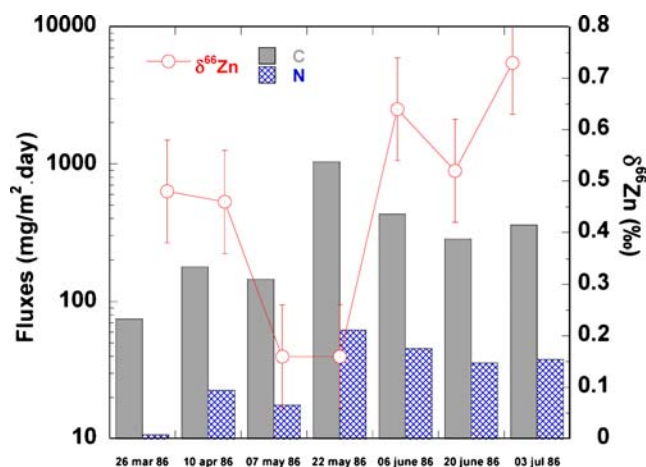 10000
1000
100
10
Fluxes (mg/m².day)
δ⁶⁶Zn
C
N
0.8
0.7
0.6
0.5
0.4
0.3
0.2
0.1
0
δ⁶⁶Zn (‰)
26 mar 86 10 apr 86 07 may 86 22 may 86 06 june 86 20 june 86 03 jul 86